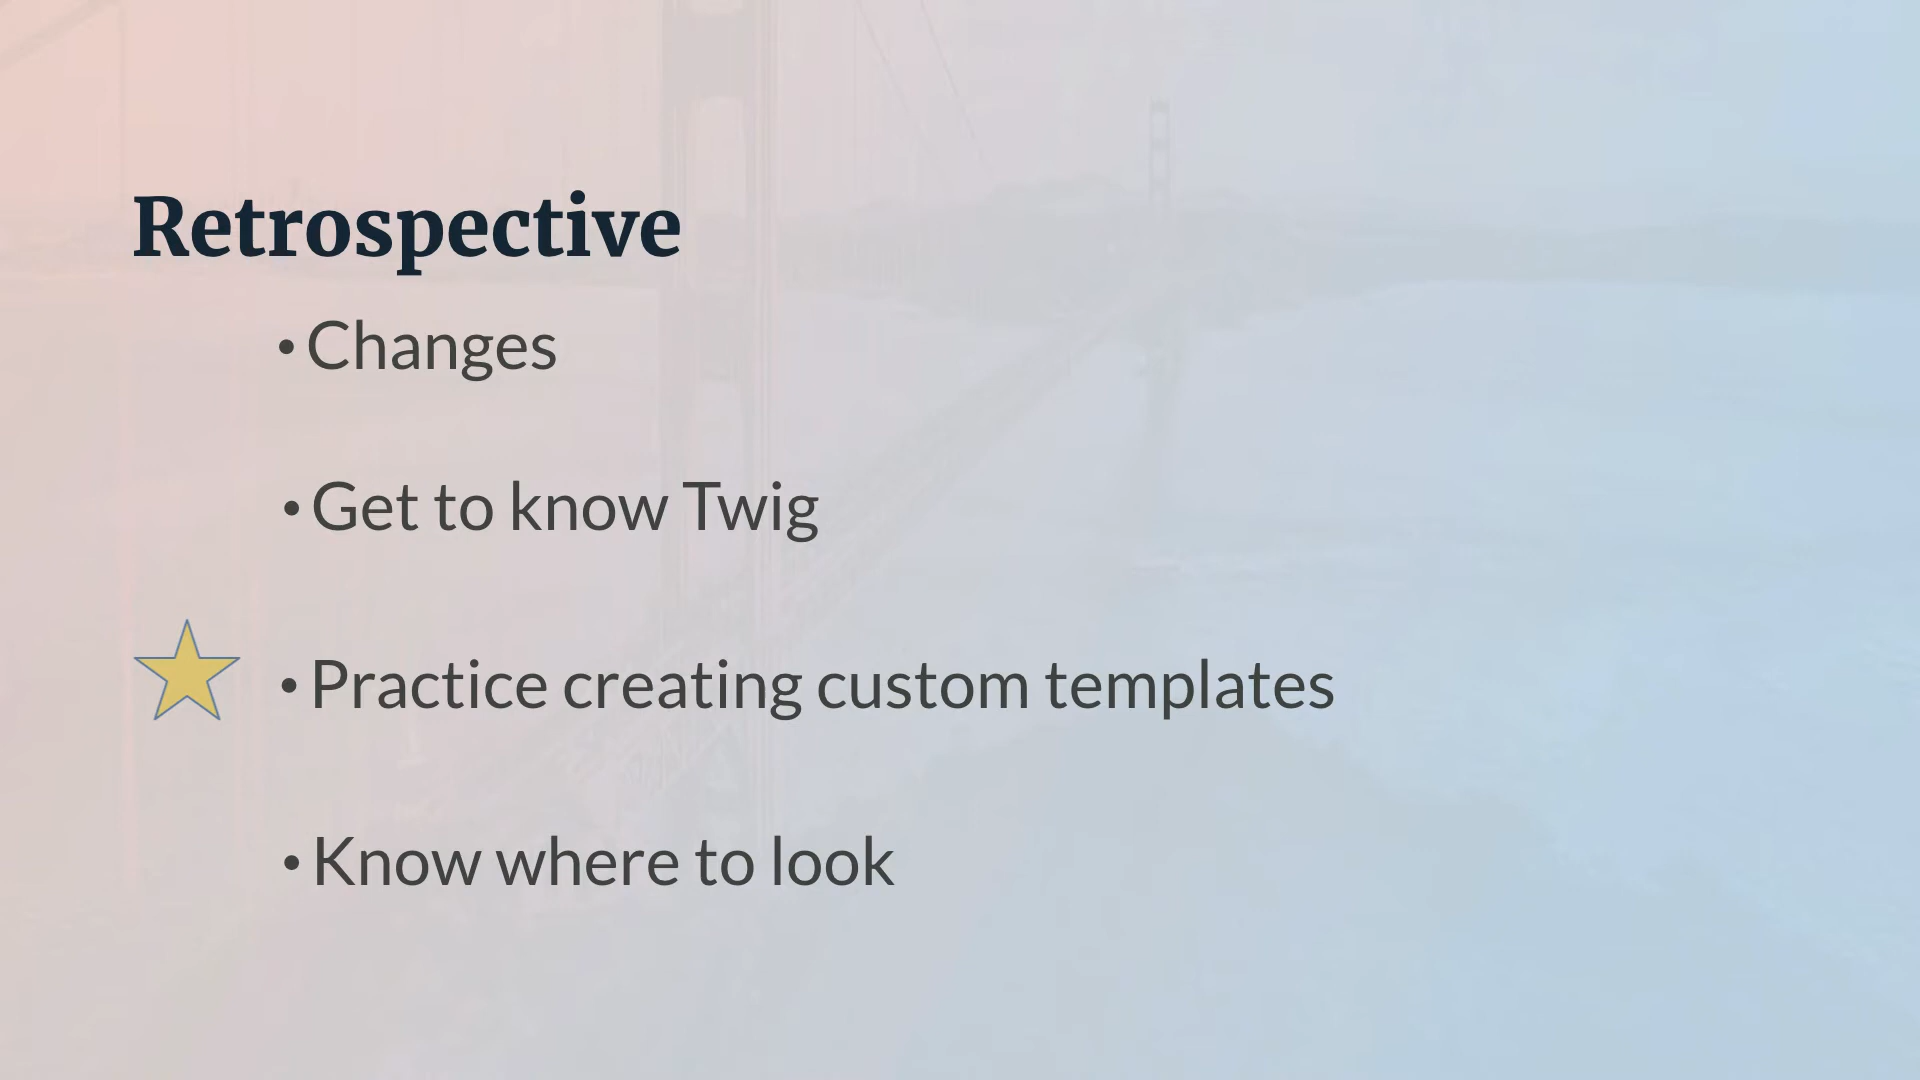 Retrospective
• Changes
• Get to know Twig
• Practice creating custom templates
• Know where to look